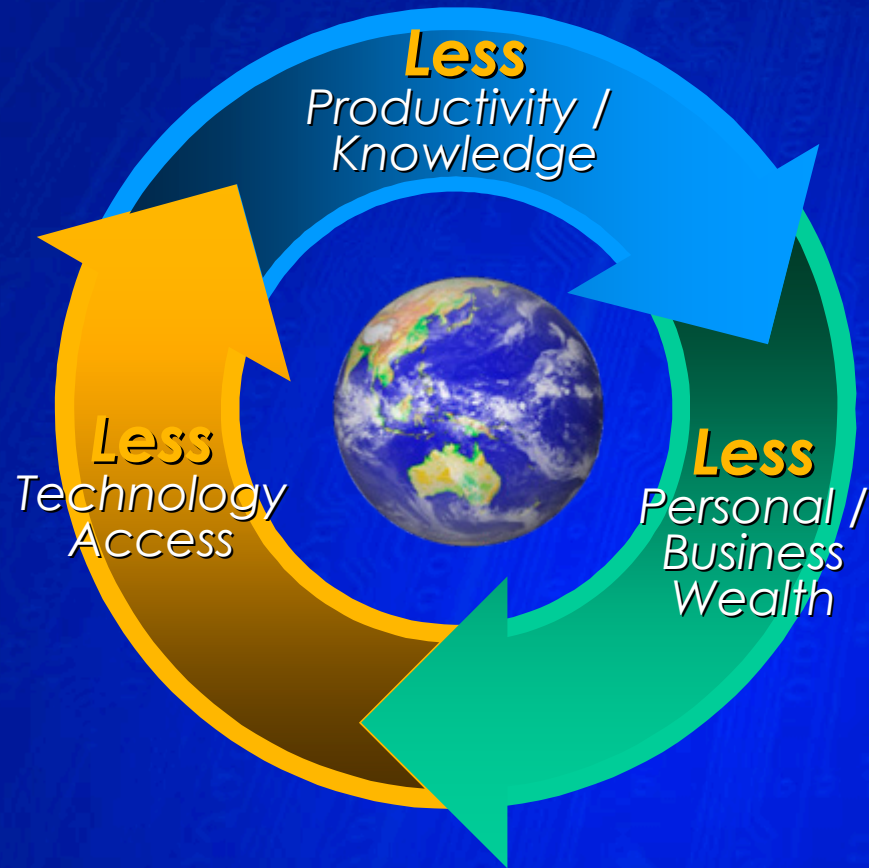 Less
Productivity /
Knowledge
Less
Technology
Access
Less
Personal /
Business
Wealth